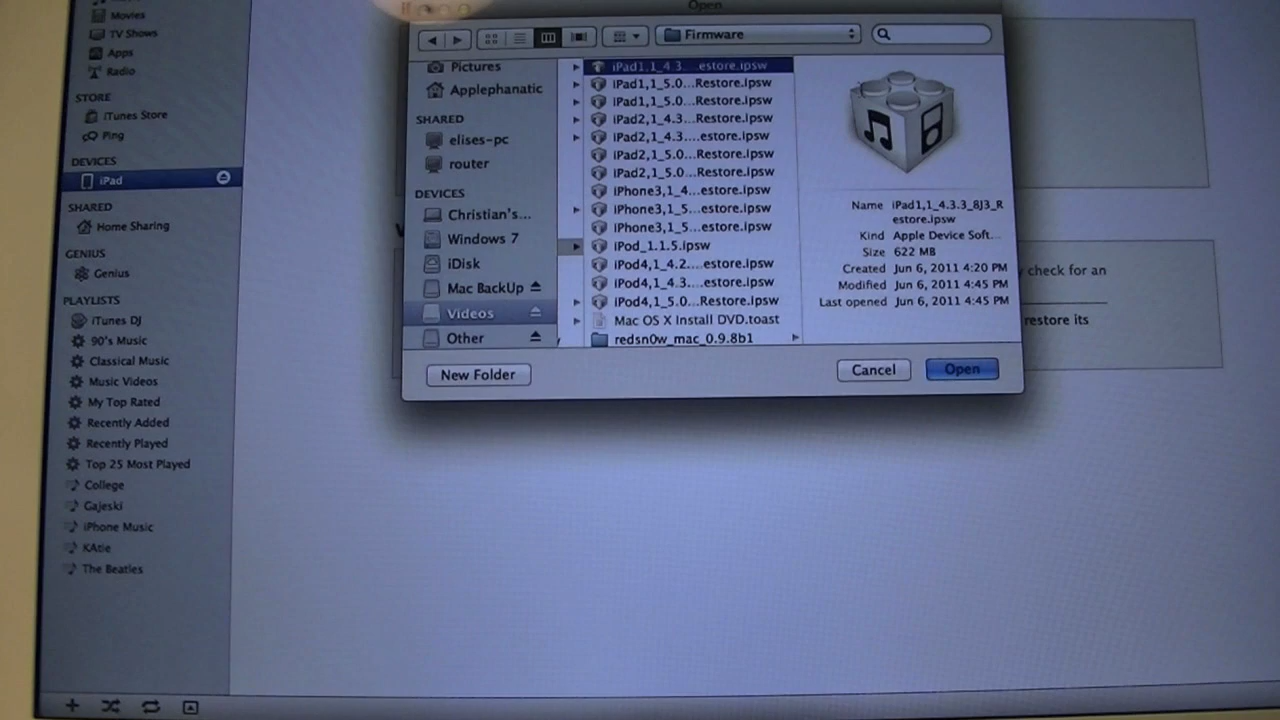 Movies
TV Shows
Apps
Radio
STORE
iTunes Store
Ping
DEVICES
iPad
SHARED
Home Sharing
GENIUS
Genius
PLAYLISTS
iTunes DJ
90's Music
Classical Music
Music Videos
My Top Rated
Recently Added
Recently Played
Top 25 Most Played
College
Gajeski
iPhone Music
KAtie
The Beatles
Open
Firmware
Pictures
Applephanatic
SHARED
elises-pc
router
DEVICES
Christian's...
Windows 7
iDisk
Mac BackUp
Videos
Other
iPad1,1_4.3....estore.ipsw
iPad1,1_5.0...Restore.ipsw
iPad1,1_5.0...Restore.ipsw
iPad2,1_4.3...Restore.ipsw
iPad2,1_4.3....estore.ipsw
iPad2,1_5.0...Restore.ipsw
iPad2,1_5.0...Restore.ipsw
iPhone3,1_4...estore.ipsw
iPhone3,1_5...estore.ipsw
iPhone3,1_5...estore.ipsw
iPod_1.1.5.ipsw
iPod4,1_4.2....estore.ipsw
iPod4,1_4.3....estore.ipsw
iPod4,1_5.0...Restore.ipsw
Mac OS X Install DVD.toast
redsn0w_mac_0.9.8b1
Name iPad1,1_4.3.3_8J3_R
estore.ipsw
Kind Apple Device Soft...
Size 622 MB
Created Jun 6, 2011 4:20 PM
Modified Jun 6, 2011 4:45 PM
Last opened Jun 6, 2011 4:45 PM
New Folder
Cancel
Open
check for an
restore its